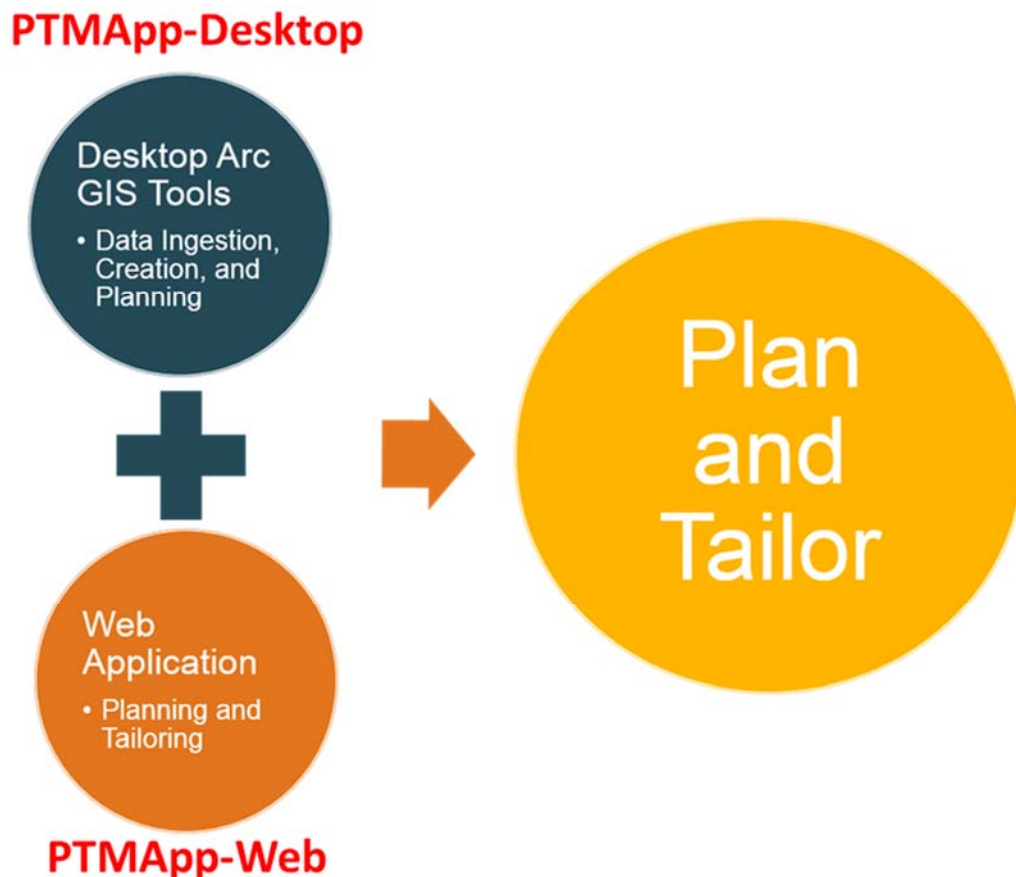 PTMApp-Desktop
Desktop Arc
GIS Tools
• Data Ingestion,
Creation, and
Planning
Web
Application
• Planning and
Tailoring
PTMApp-Web
Plan
and
Tailor